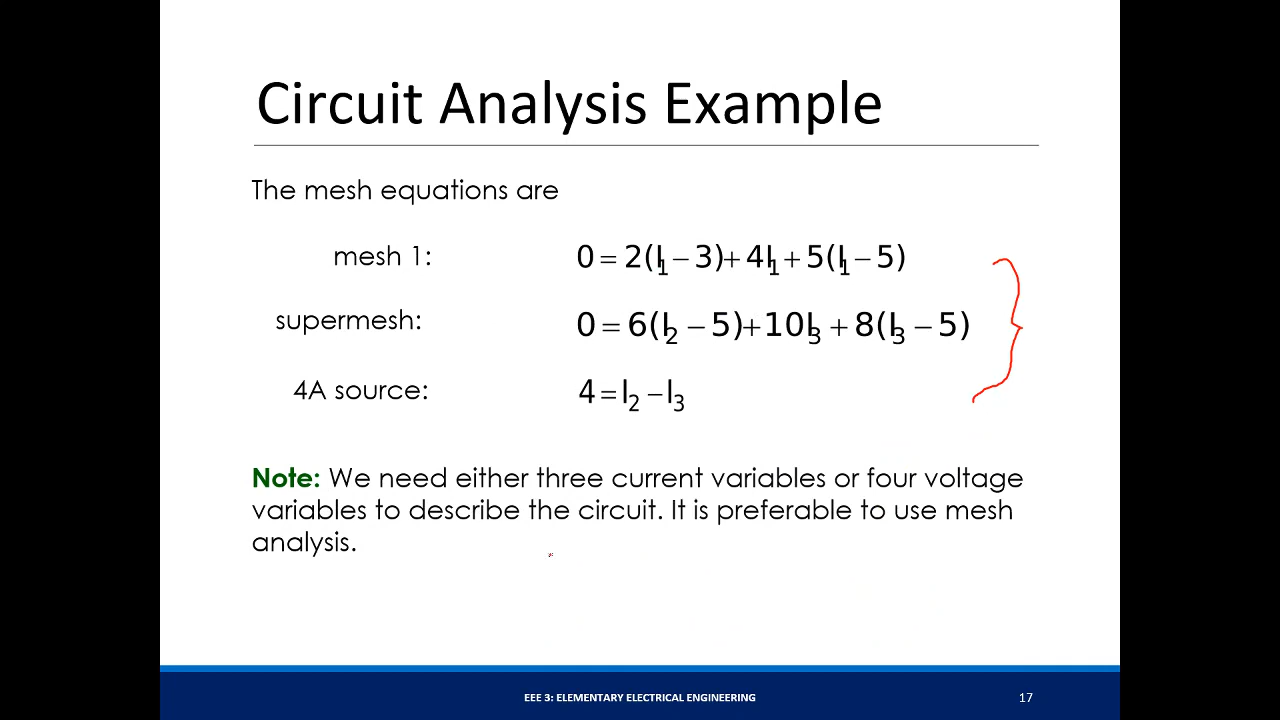 Circuit Analysis Example
The mesh equations are
mesh 1: 0 = 2(I₁ − 3) + 4I₁ + 5(I₁ − 5)
supermesh: 0 = 6(I₂ − 5) + 10I₃ + 8(I₃ − 5)
4A source: 4 = I₂ − I₃
Note: We need either three current variables or four voltage
variables to describe the circuit. It is preferable to use mesh
analysis.
EEE 3: ELEMENTARY ELECTRICAL ENGINEERING 17